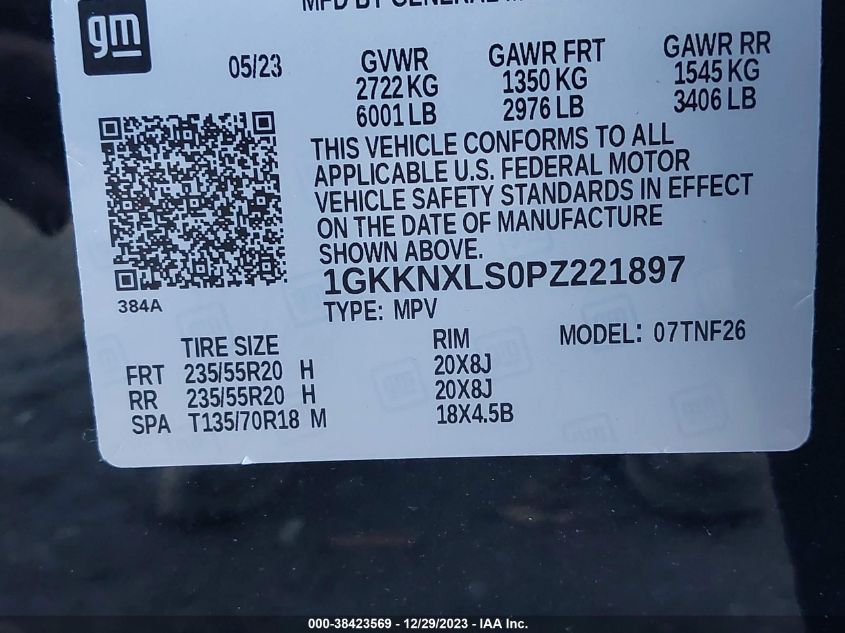 MFD BY GENERAL
gm
05/23
GVWR GAWR FRT GAWR RR
2722 KG 1350 KG 1545 KG
6001 LB 2976 LB 3406 LB
THIS VEHICLE CONFORMS TO ALL
APPLICABLE U.S. FEDERAL MOTOR
VEHICLE SAFETY STANDARDS IN EFFECT
ON THE DATE OF MANUFACTURE
SHOWN ABOVE.
1GKKNXLS0PZ221897
384A
TYPE: MPV
MODEL: 07TNF26
TIRE SIZE RIM
FRT 235/55R20 H 20X8J
RR 235/55R20 H 20X8J
SPA T135/70R18 M 18X4.5B
000-38423569 - 12/29/2023 - IAA Inc.